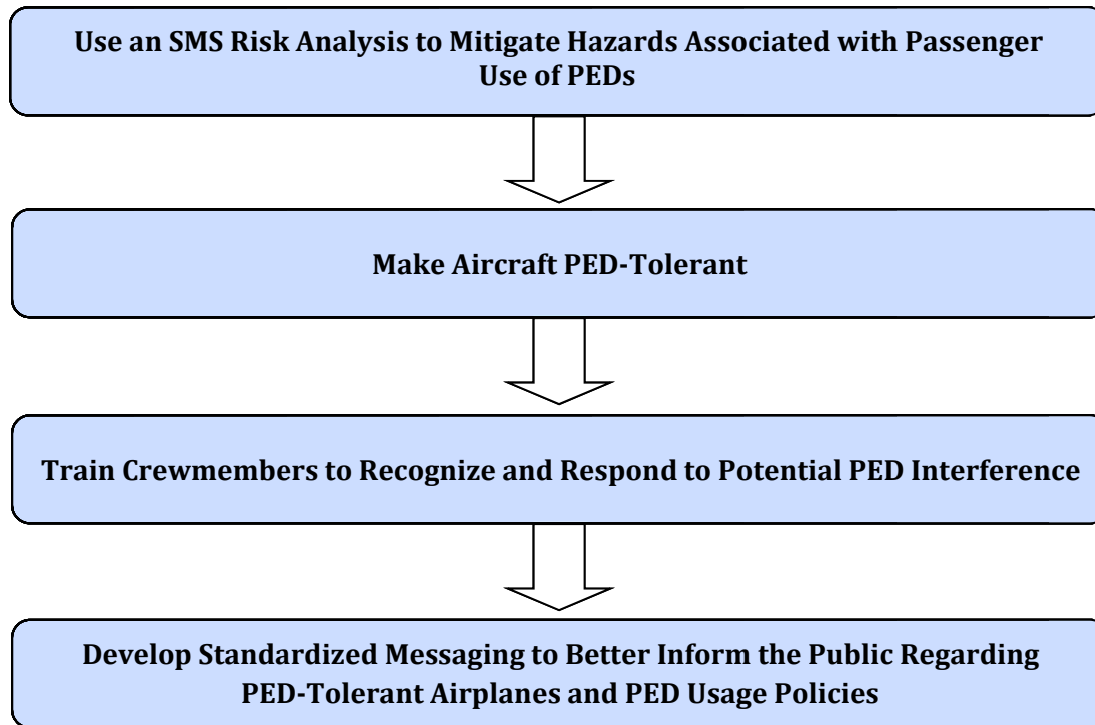 Use an SMS Risk Analysis to Mitigate Hazards Associated with Passenger
Use of PEDs
Make Aircraft PED-Tolerant
Train Crewmembers to Recognize and Respond to Potential PED Interference
Develop Standardized Messaging to Better Inform the Public Regarding
PED-Tolerant Airplanes and PED Usage Policies